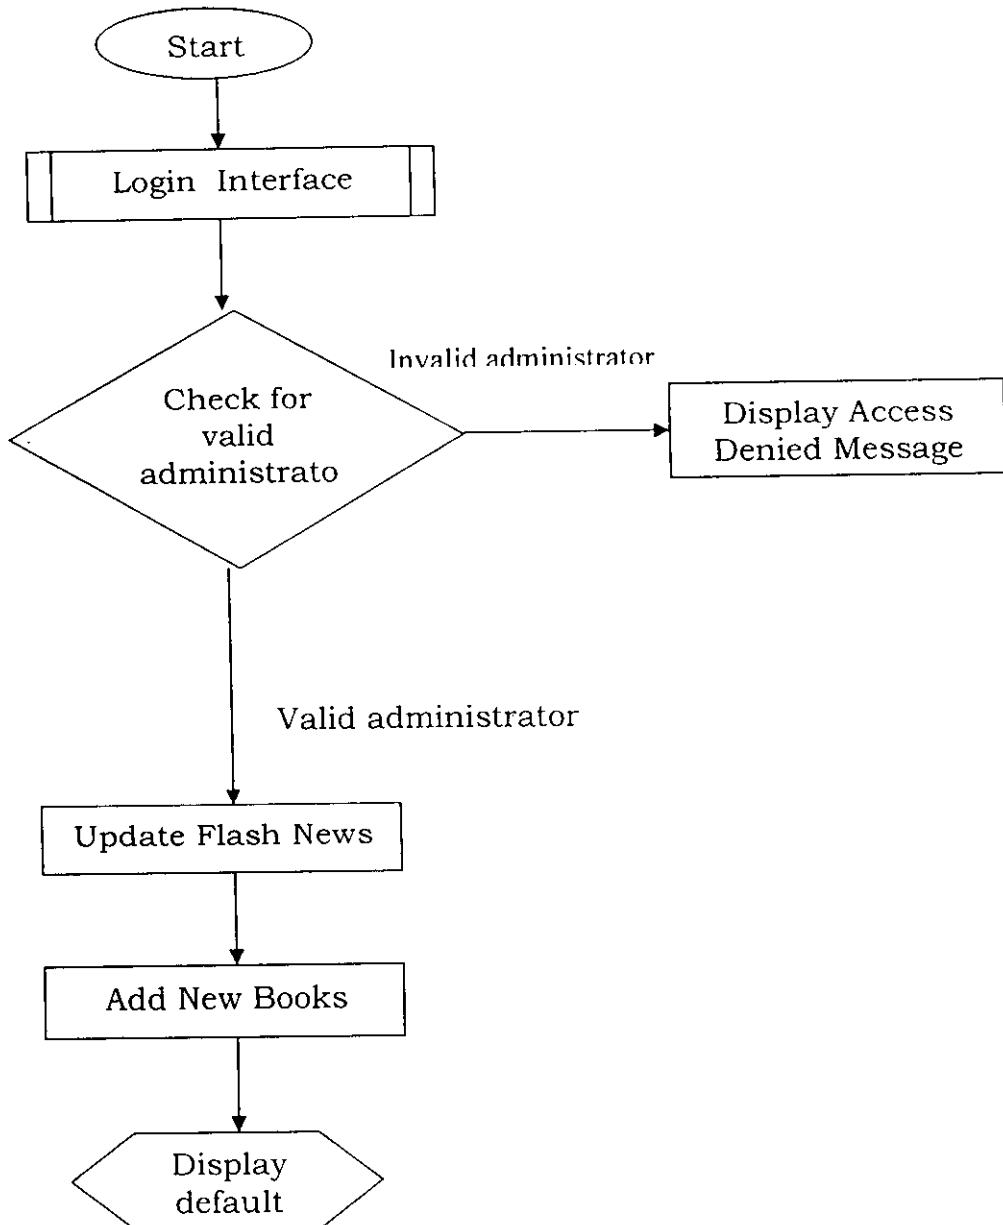 Start
Login Interface
Invalid administrator
Check for
valid
administrato
Display Access
Denied Message
Valid administrator
Update Flash News
Add New Books
Display
default